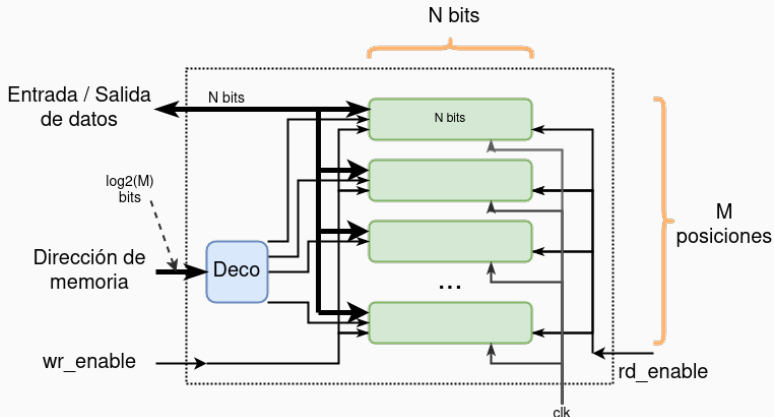 N bits
Entrada / Salida
de datos
N bits
N bits
log2(M)
bits
Dirección de
memoria
Deco
...
M
posiciones
wr_enable
rd_enable
clk